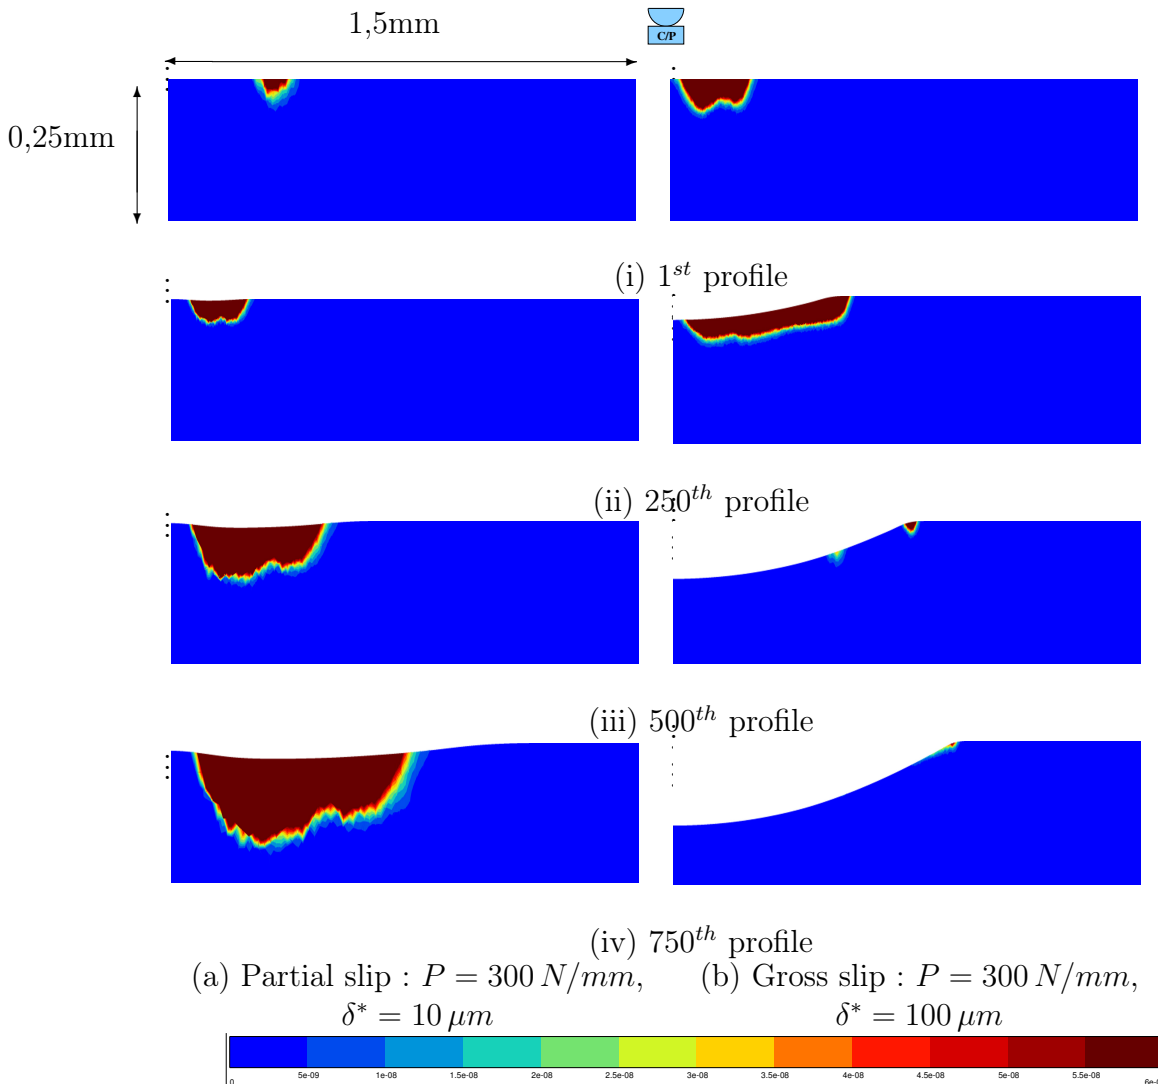 1,5mm
C/P
0,25mm
(i) 1st profile
(ii) 250th profile
(iii) 500th profile
(iv) 750th profile
(a) Partial slip : P = 300 N/mm,
δ* = 10 μm
(b) Gross slip : P = 300 N/mm,
δ* = 100 μm
0 5e-09 1e-08 1.5e-08 2e-08 2.5e-08 3e-08 3.5e-08 4e-08 4.5e-08 5e-08 5.5e-08